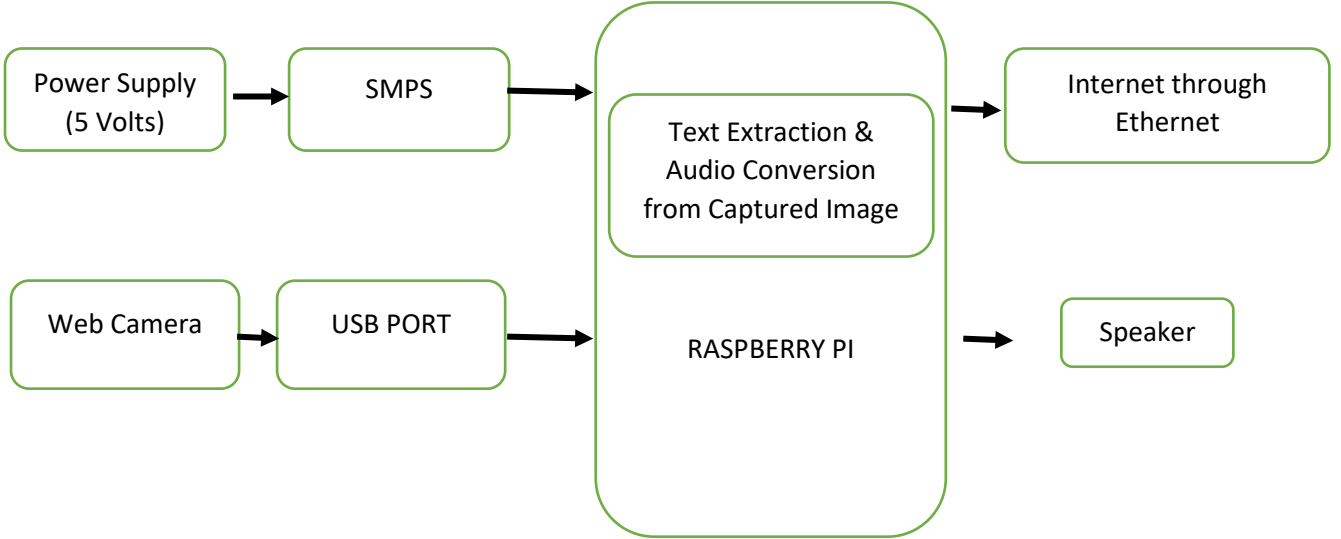 Power Supply
(5 Volts)
SMPS
Text Extraction &
Audio Conversion
from Captured Image
Internet through
Ethernet
Web Camera
USB PORT
RASPBERRY PI
Speaker